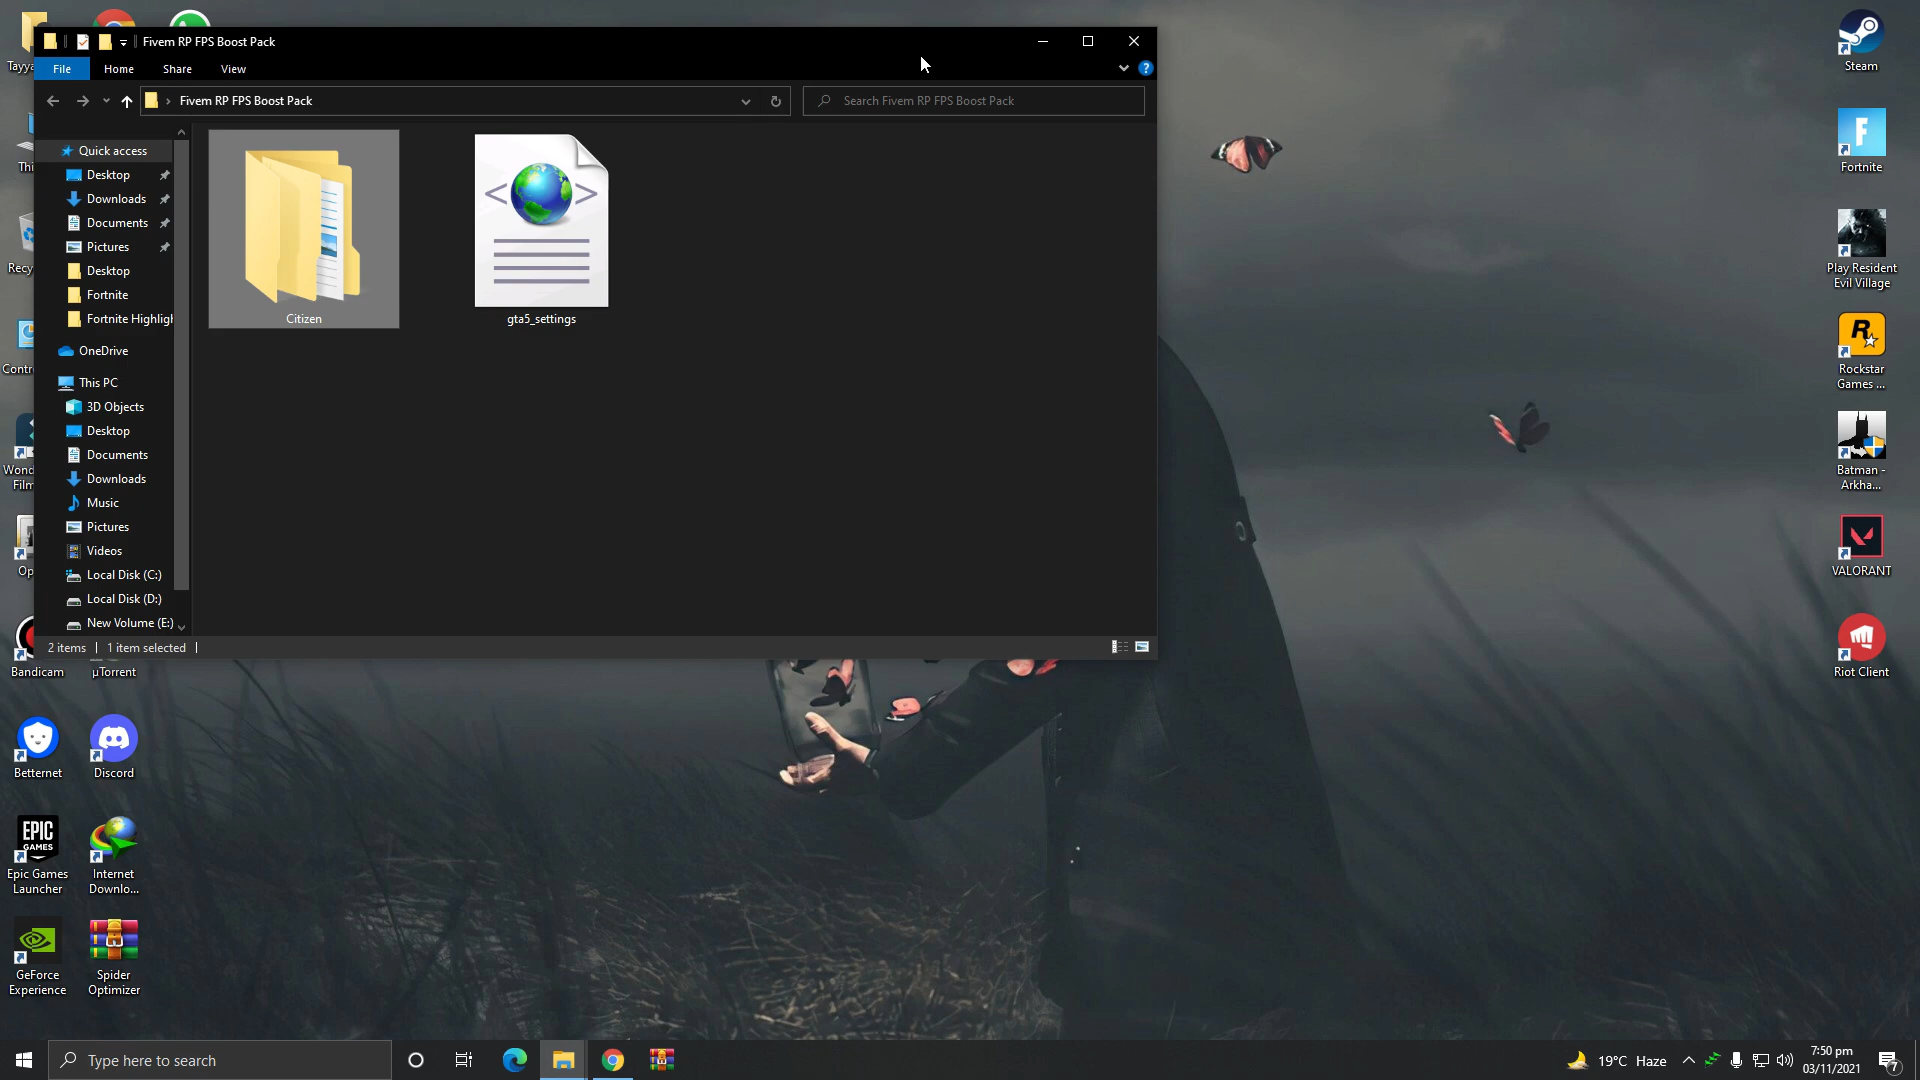 Fivem RP FPS Boost Pack
File
Home
Share
View
Fivem RP FPS Boost Pack
Search Fivem RP FPS Boost Pack
Quick access
Desktop
Downloads
Documents
Pictures
Desktop
Fortnite
Fortnite Highligh
OneDrive
This PC
3D Objects
Desktop
Documents
Downloads
Music
Pictures
Videos
Local Disk (C:)
Local Disk (D:)
New Volume (E:)
Citizen
gta5_settings
2 items
1 item selected
Tayya
Thi
Recy
Contr
Wond
Film
Op
Bandicam
µTorrent
Betternet
Discord
EPIC
GAMES
Epic Games
Launcher
Internet
Downlo...
GeForce
Experience
Spider
Optimizer
Steam
F
Fortnite
Play Resident
Evil Village
R
Rockstar
Games ...
Batman -
Arkha...
VALORANT
Riot Client
Type here to search
19°C Haze
7:50 pm
03/11/2021
7